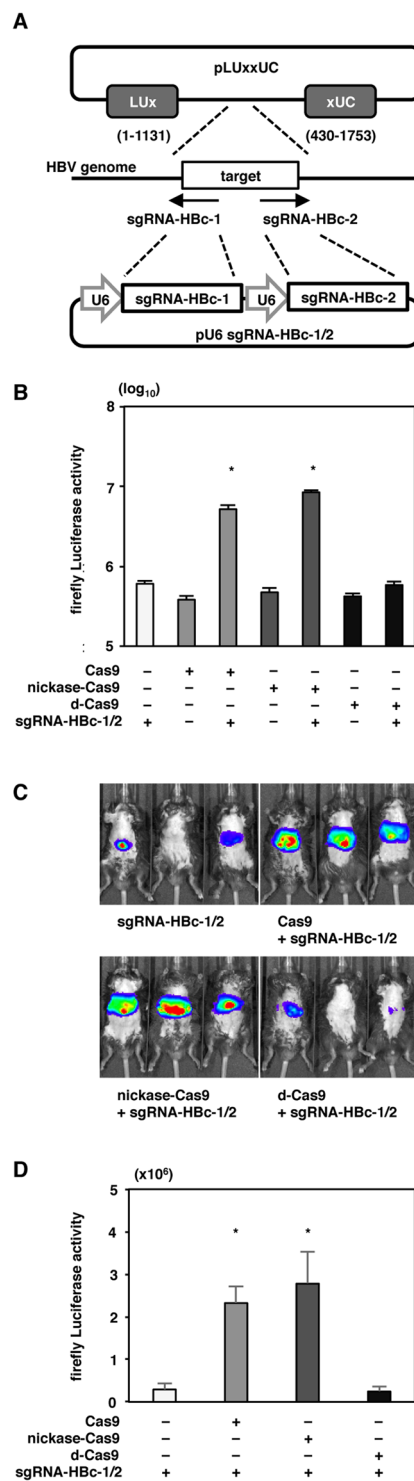 A
pLUxxUC
LUx xUC
(1-1131) (430-1753)
HBV genome
target
sgRNA-HBc-1 sgRNA-HBc-2
U6 sgRNA-HBc-1 U6 sgRNA-HBc-2
pU6 sgRNA-HBc-1/2
B
(log10)
firefly Luciferase activity
8
* *
7
6
5
Cas9 – + + – – – –
nickase-Cas9 – – – + + – –
d-Cas9 – – – – – + +
sgRNA-HBc-1/2 + – + – + – +
C
sgRNA-HBc-1/2 Cas9
+ sgRNA-HBc-1/2
nickase-Cas9 d-Cas9
+ sgRNA-HBc-1/2 + sgRNA-HBc-1/2
D
(x10⁶)
firefly Luciferase activity
5
4
* *
3
2
1
0
Cas9 – + – –
nickase-Cas9 – – + –
d-Cas9 – – – +
sgRNA-HBc-1/2 + + + +